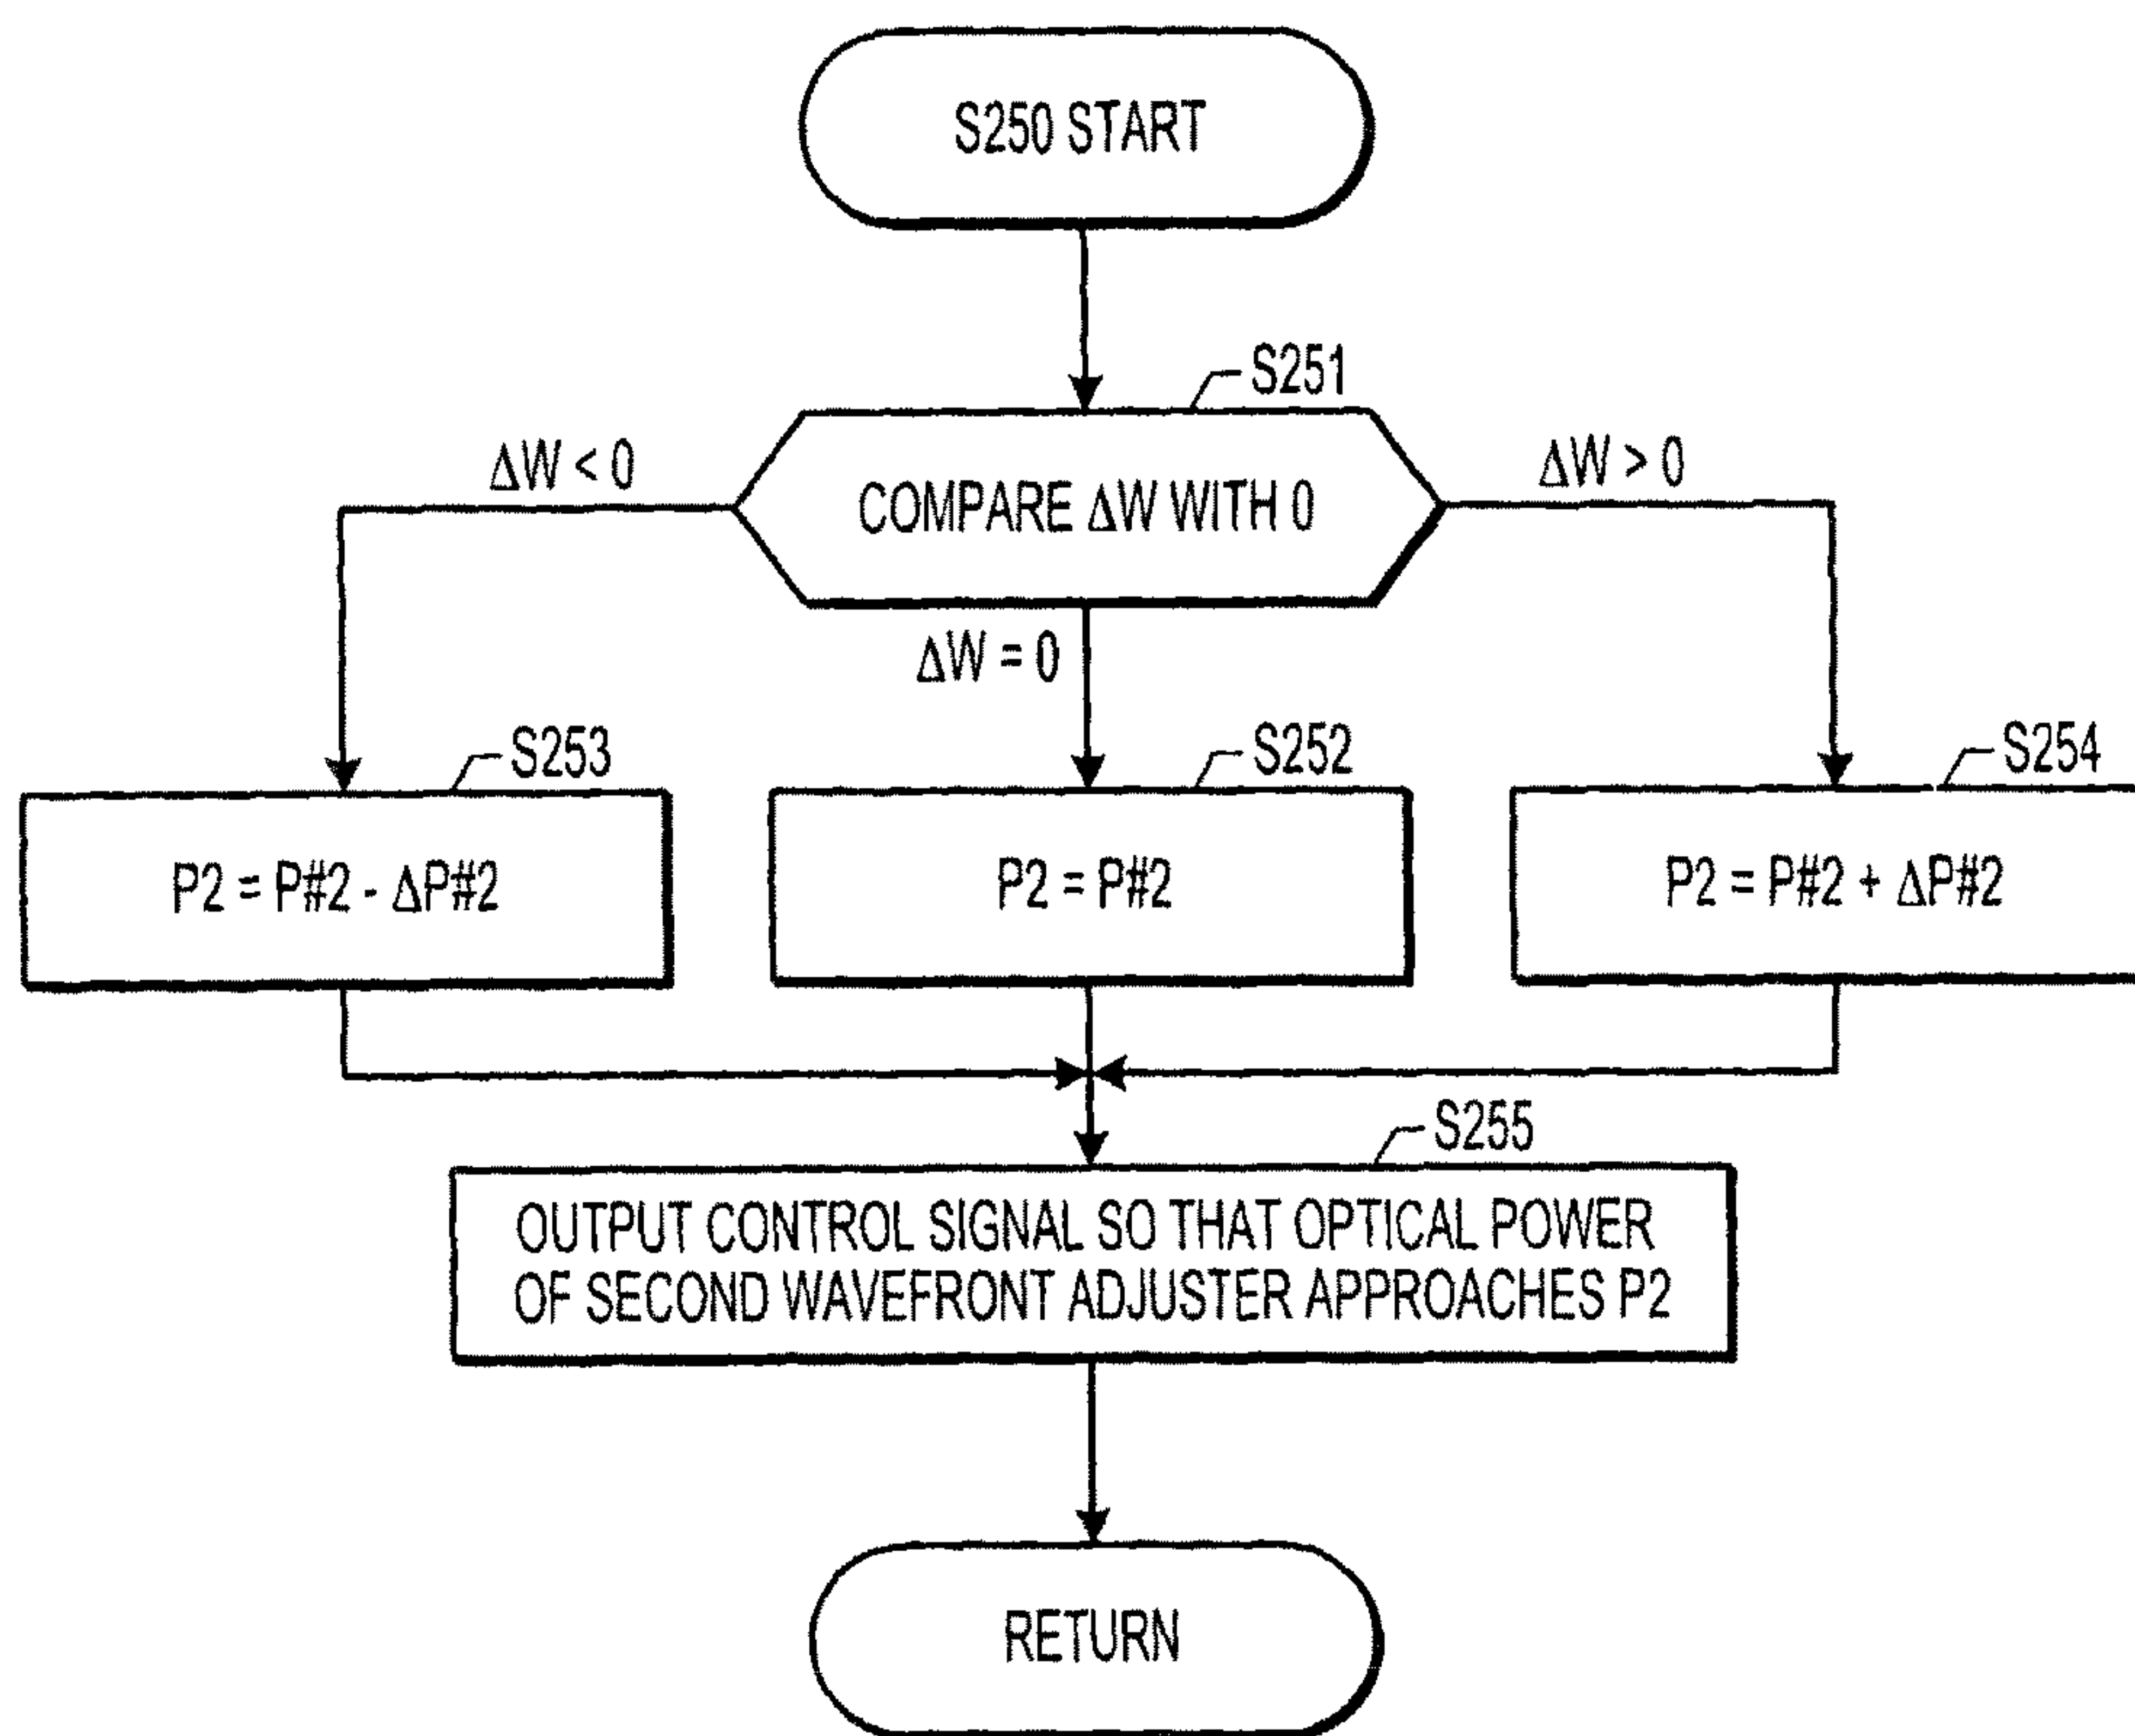 S250 START
S251
ΔW < 0
COMPARE ΔW WITH 0
ΔW > 0
ΔW = 0
S253
S252
S254
P2 = P#2 - ΔP#2
P2 = P#2
P2 = P#2 + ΔP#2
S255
OUTPUT CONTROL SIGNAL SO THAT OPTICAL POWER
OF SECOND WAVEFRONT ADJUSTER APPROACHES P2
RETURN